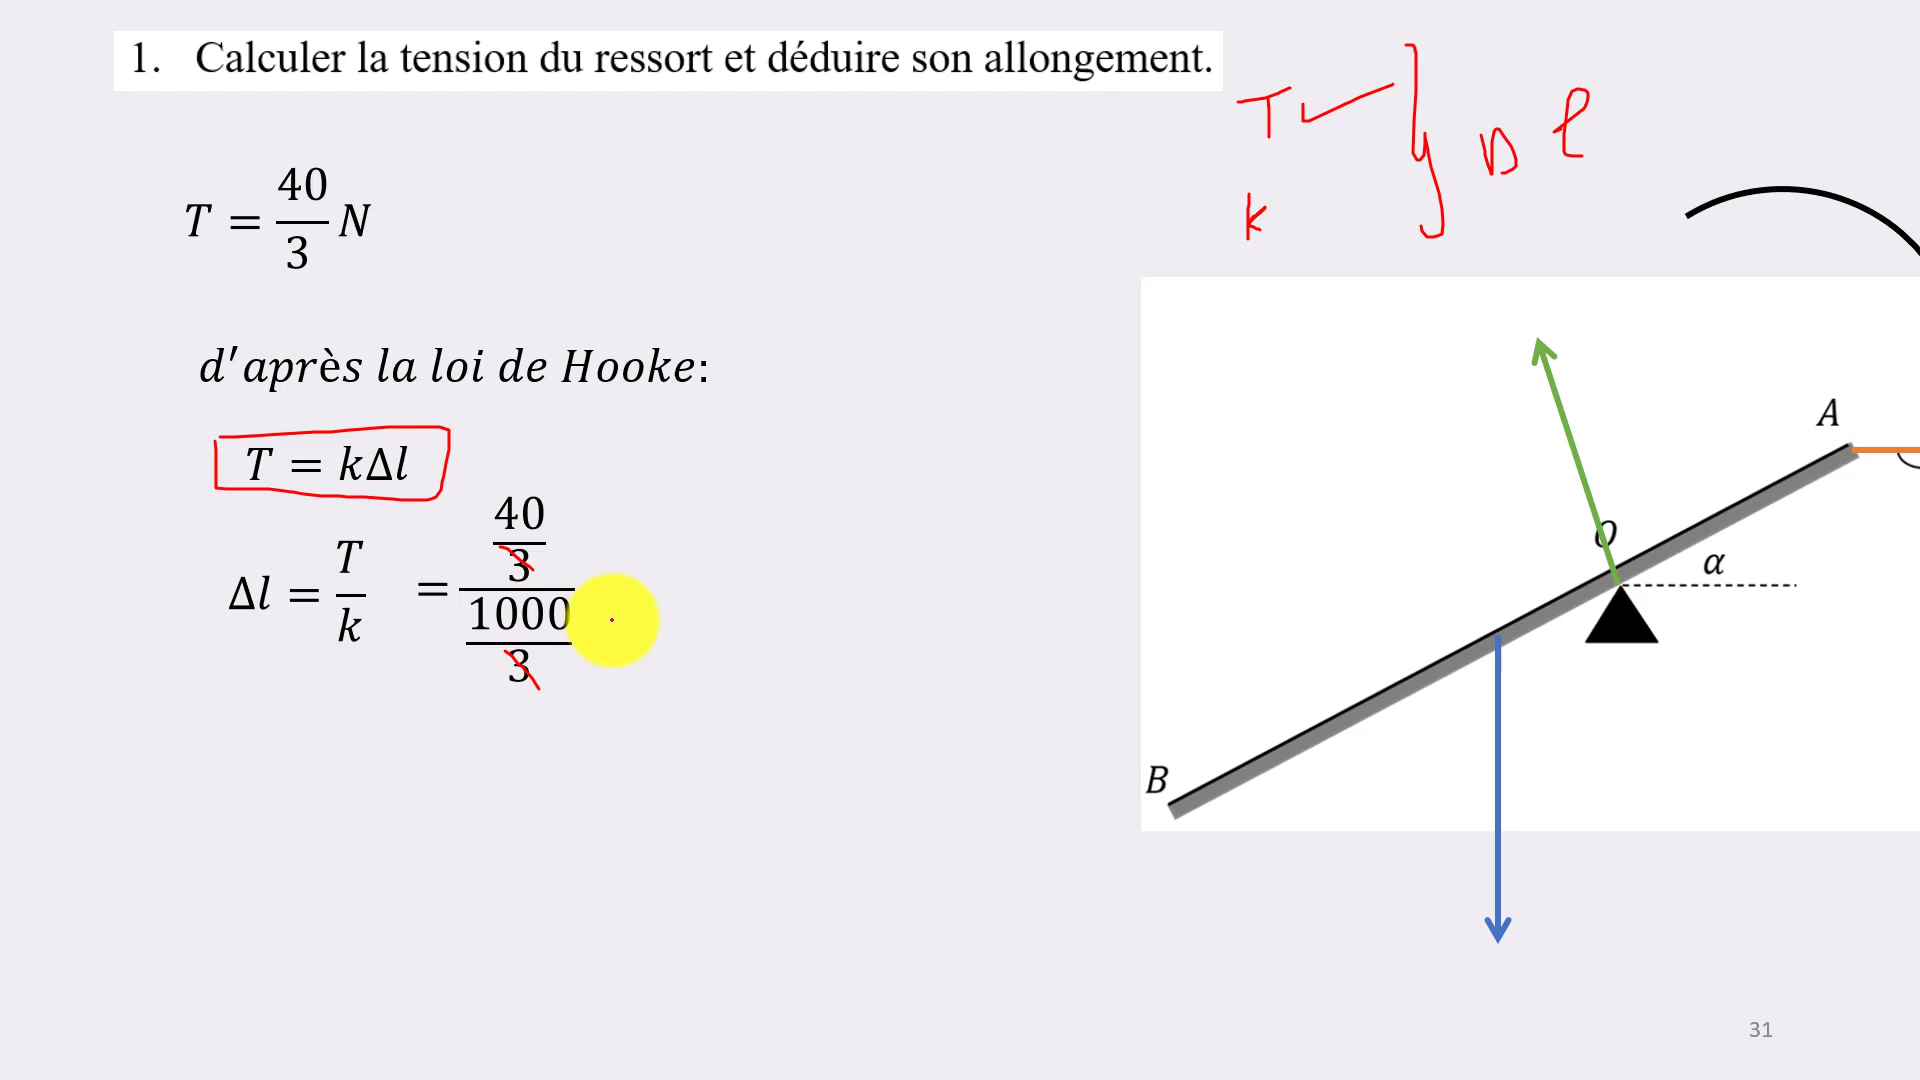 1. Calculer la tension du ressort et déduire son allongement.
T ✓
k
Δ ℓ
T = 40/3 N
d'après la loi de Hooke:
T = kΔl
Δl = T/k = (40/3)/(1000/3)
A
O
α
B
31